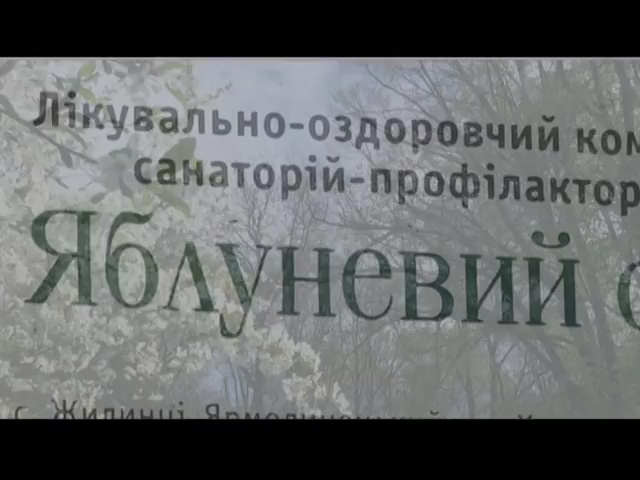 Лікувально-оздоровчий ком
санаторій-профілактор
Яблуневий
с. Жилинці